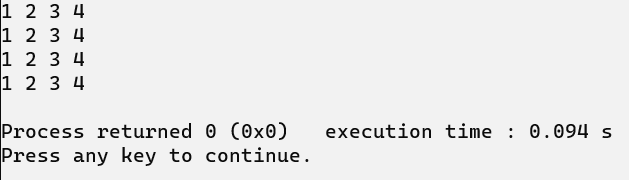 1 2 3 4
1 2 3 4
1 2 3 4
1 2 3 4
Process returned 0 (0x0)   execution time : 0.094 s
Press any key to continue.